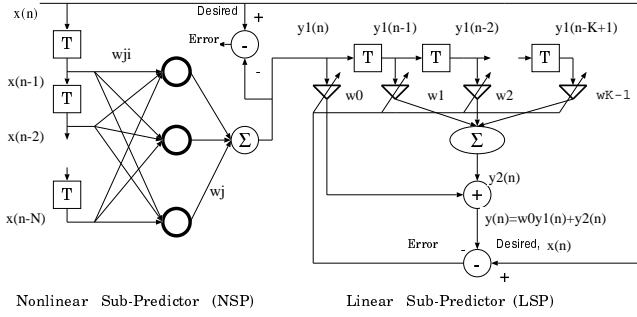 x(n)
Desired
+
T
Error
-
-
wji
x(n-1)
T
x(n-2)
T
x(n-N)
Σ
wj
y1(n)
y1(n-1)
y1(n-2)
y1(n-K+1)
T
T
T
w0
w1
w2
wK-1
Σ
y2(n)
+
y(n)=w0y1(n)+y2(n)
Error
-
Desired, x(n)
-
+
Nonlinear Sub-Predictor (NSP)
Linear Sub-Predictor (LSP)